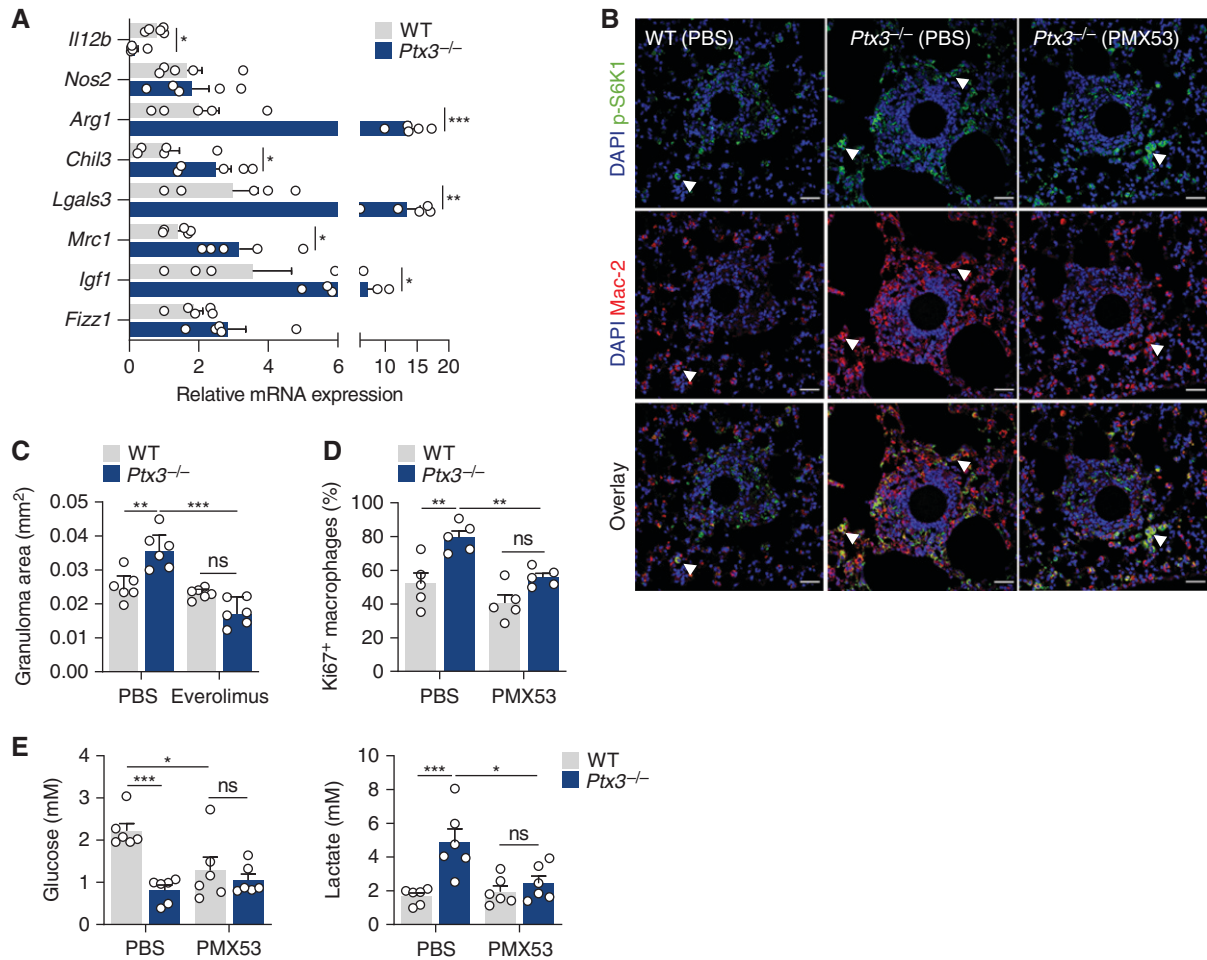 A
WT
Ptx3–/–
Il12b
*
Nos2
Arg1
***
Chil3
*
Lgals3
**
Mrc1
*
Igf1
*
Fizz1
0 2 4 6 5 10 15 20
Relative mRNA expression
B
WT (PBS) Ptx3–/– (PBS) Ptx3–/– (PMX53)
DAPI p-S6K1
DAPI Mac-2
Overlay
C
WT
Ptx3–/–
Granuloma area (mm2)
0.05
0.04
0.03
0.02
0.01
0.00
** ***
ns
PBS Everolimus
D
WT
Ptx3–/–
Ki67+ macrophages (%)
100
80
60
40
20
0
** **
ns
PBS PMX53
E
Glucose (mM)
4
3
2
1
0
*
*** ns
PBS PMX53
Lactate (mM)
10
8
6
4
2
0
*** *
ns
PBS PMX53
WT
Ptx3–/–